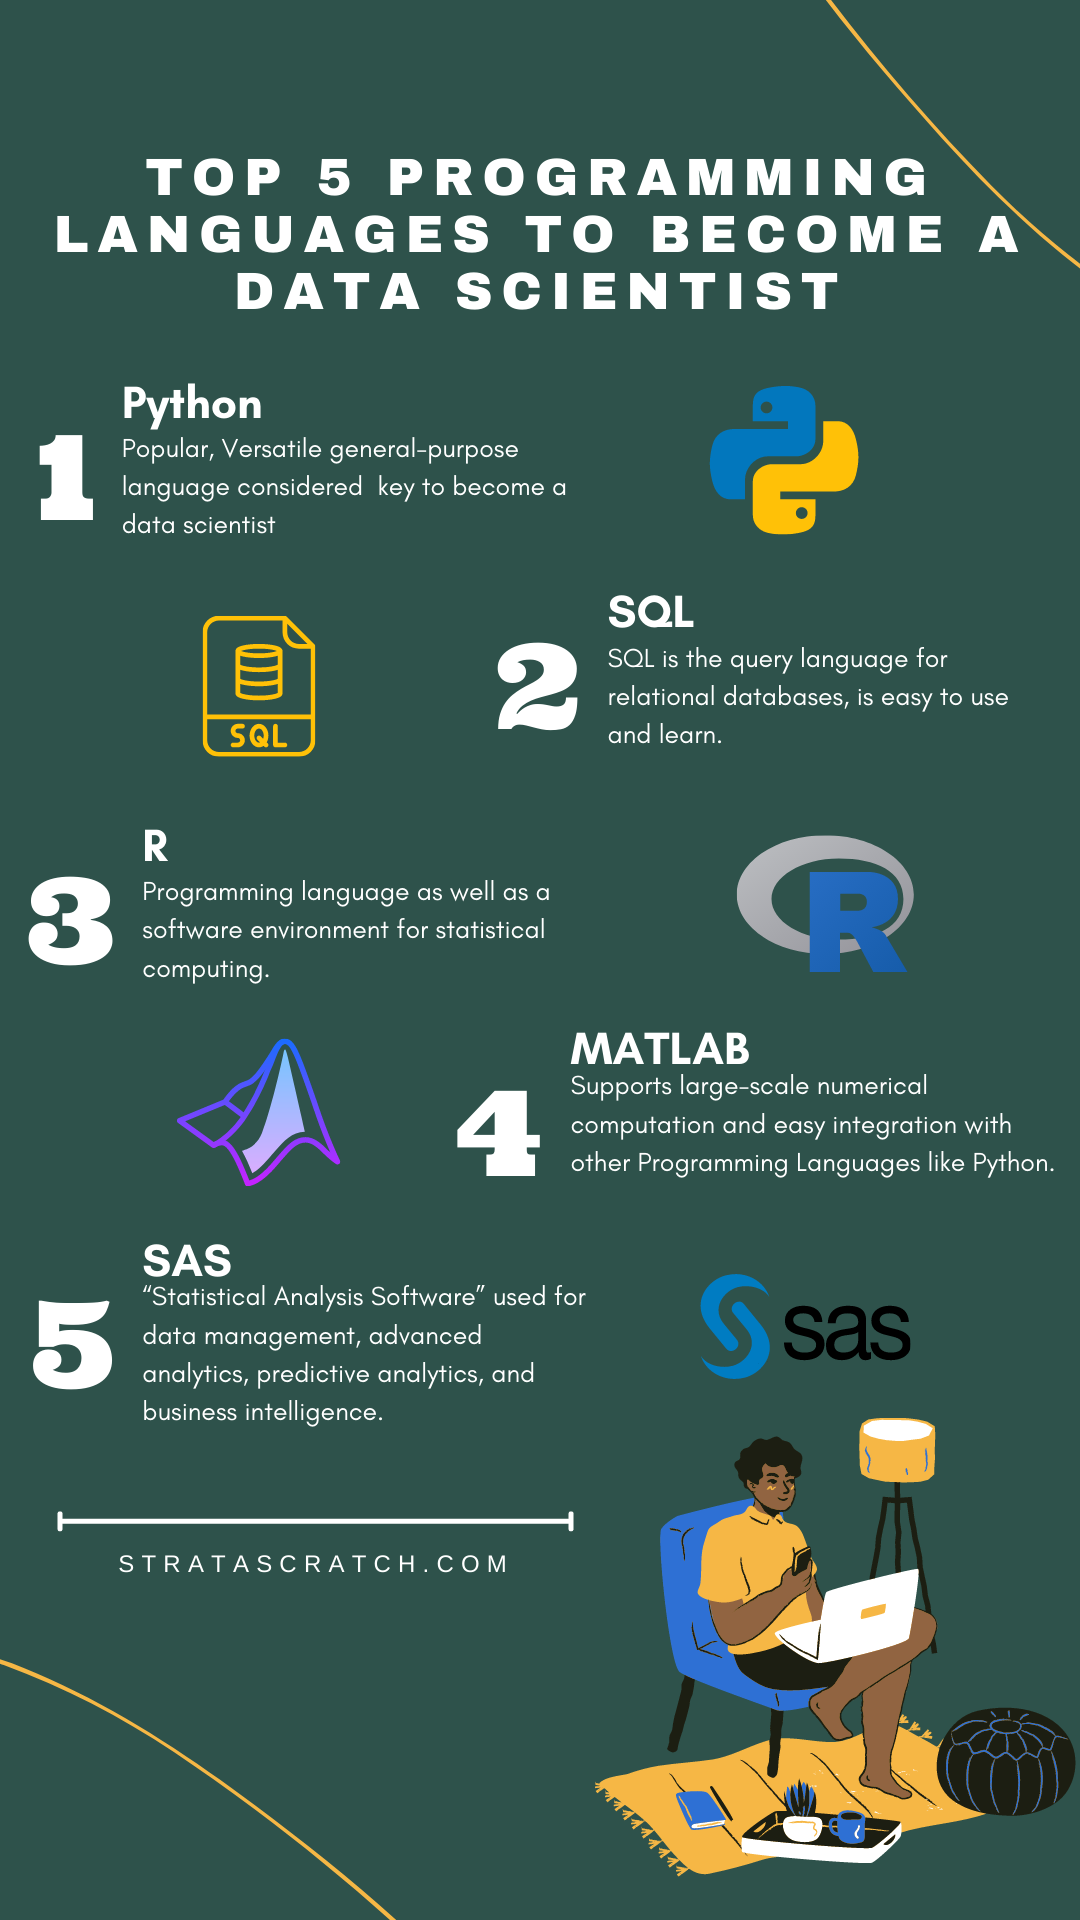 TOP 5 PROGRAMMING
LANGUAGES TO BECOME A
DATA SCIENTIST
1
Python
Popular, Versatile general-purpose
language considered  key to become a
data scientist
SQL
2
SQL
SQL is the query language for
relational databases, is easy to use
and learn.
3
R
Programming language as well as a
software environment for statistical
computing.
R
4
MATLAB
Supports large-scale numerical
computation and easy integration with
other Programming Languages like Python.
5
SAS
“Statistical Analysis Software” used for
data management, advanced
analytics, predictive analytics, and
business intelligence.
sas
STRATASCRATCH.COM